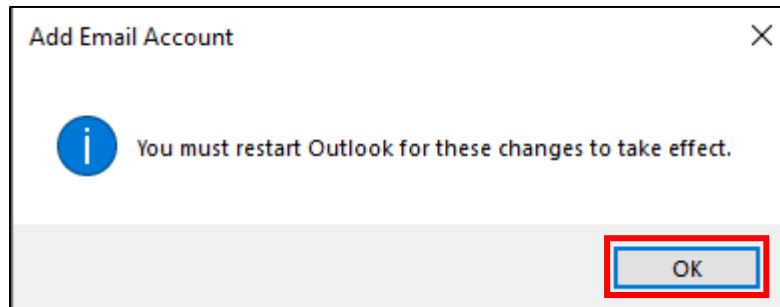 Add Email Account
You must restart Outlook for these changes to take effect.
OK